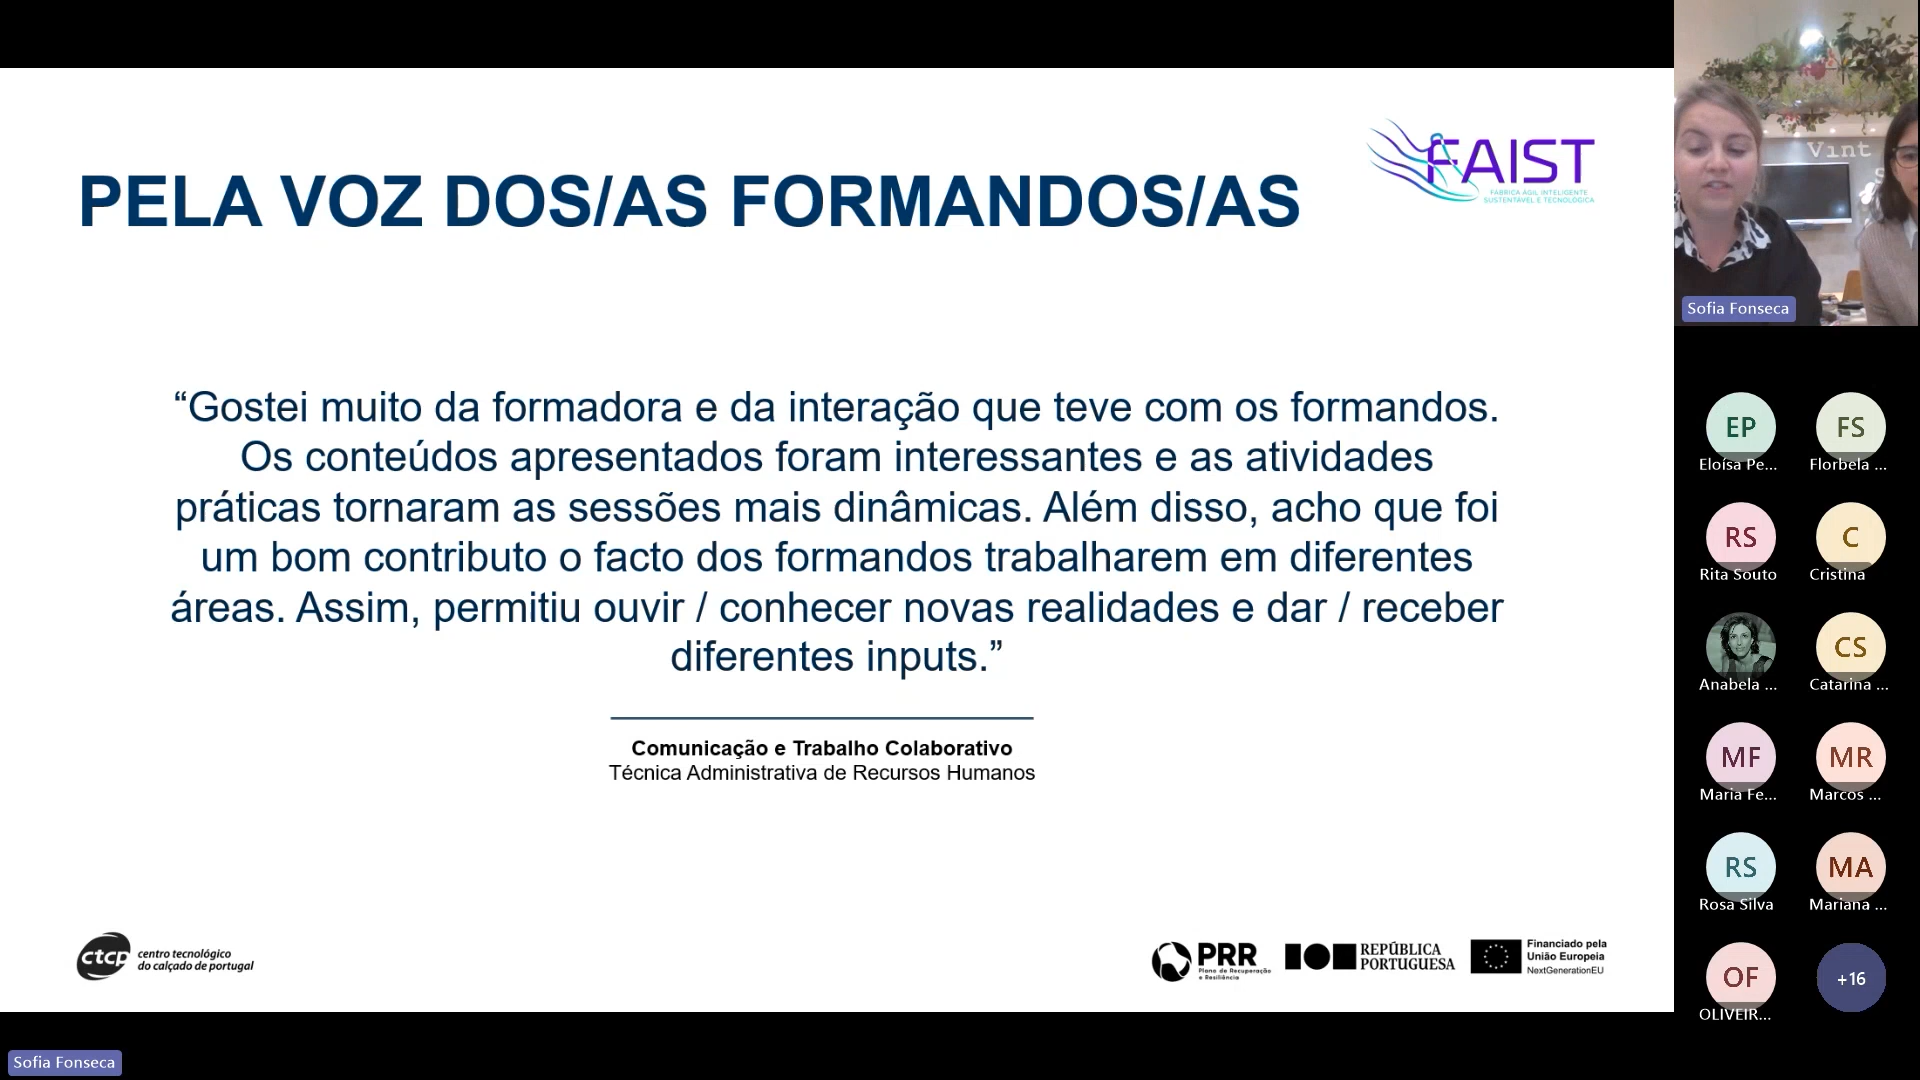 PELA VOZ DOS/AS FORMANDOS/AS
FAIST
FÁBRICA ÁGIL INTELIGENTE
SUSTENTÁVEL E TECNOLÓGICA
“Gostei muito da formadora e da interação que teve com os formandos.
Os conteúdos apresentados foram interessantes e as atividades
práticas tornaram as sessões mais dinâmicas. Além disso, acho que foi
um bom contributo o facto dos formandos trabalharem em diferentes
áreas. Assim, permitiu ouvir / conhecer novas realidades e dar / receber
diferentes inputs.”
Comunicação e Trabalho Colaborativo
Técnica Administrativa de Recursos Humanos
ctcp
centro tecnológico
do calçado de portugal
PRR
Plano de Recuperação
e Resiliência
REPÚBLICA
PORTUGUESA
Financiado pela
União Europeia
NextGenerationEU
Vint
Sofia Fonseca
EP
Eloísa Pe...
FS
Florbela ...
RS
Rita Souto
C
Cristina
Anabela ...
CS
Catarina ...
MF
Maria Fe...
MR
Marcos ...
RS
Rosa Silva
MA
Mariana ...
OF
OLIVEIR...
+16
Sofia Fonseca